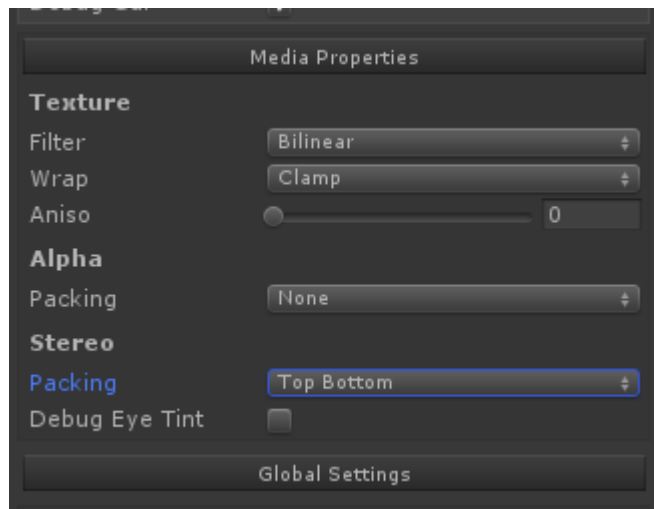 Media Properties
Texture
Filter Bilinear
Wrap Clamp
Aniso 0
Alpha
Packing None
Stereo
Packing Top Bottom
Debug Eye Tint
Global Settings